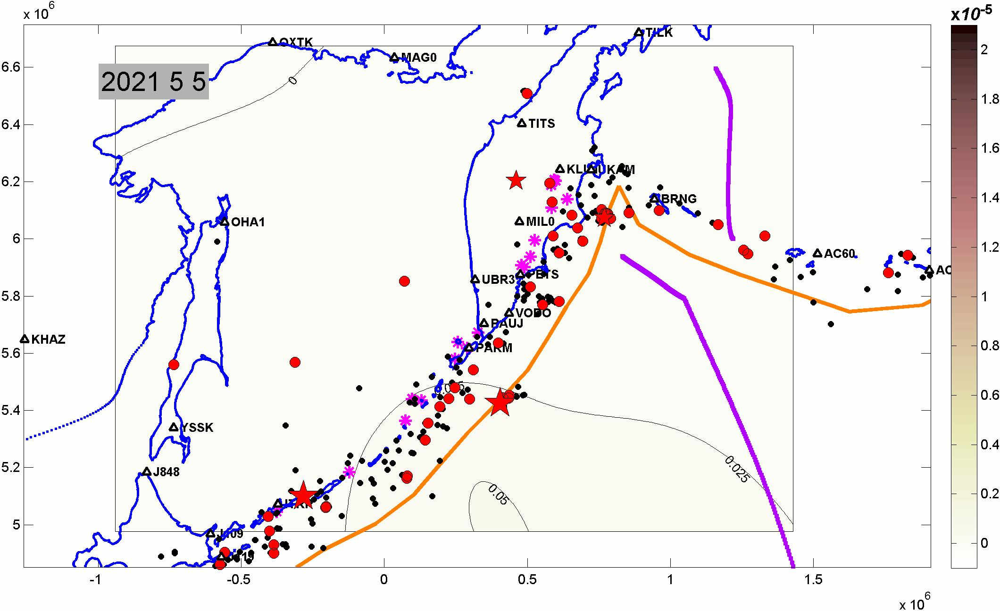 x 10^6
x10^-5
OXTK
TILK
MAG0
2021 5 5
0
TITS
UKAM
BRNG
MIL0
OHA1
AC60
UBR3
PETS
VODO
PAUJ
KHAZ
PARM
YSSK
0.025
J848
0.05
6.6
6.4
6.2
6
5.8
5.6
5.4
5.2
5
-1
-0.5
0
0.5
1
1.5
x 10^6
2
1.8
1.6
1.4
1.2
1
0.8
0.6
0.4
0.2
0